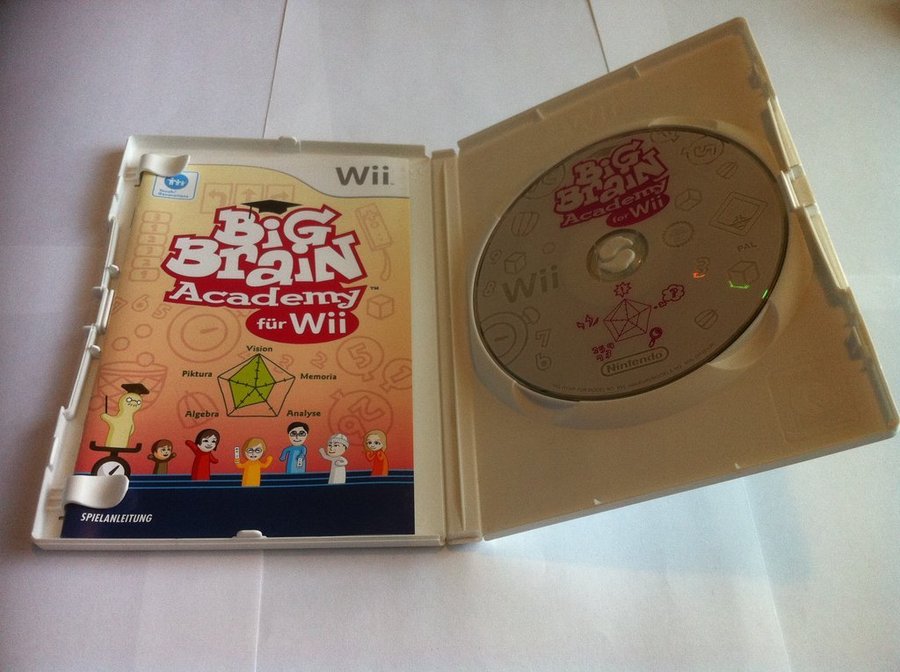 Wii
BiG
BRaiN
Academy™
für Wii
Vision
Piktura
Memoria
Algebra
Analyse
SPIELANLEITUNG
BiG
BRaiN
Academy
für Wii
Wii
PAL
Nintendo